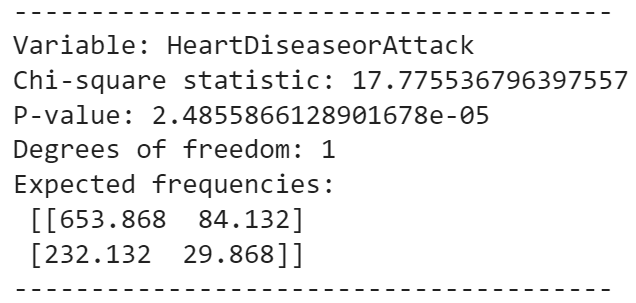 ----------------------------------------
Variable: HeartDiseaseorAttack
Chi-square statistic: 17.775536796397557
P-value: 2.4855866128901678e-05
Degrees of freedom: 1
Expected frequencies:
[[653.868  84.132]
[232.132  29.868]]
----------------------------------------